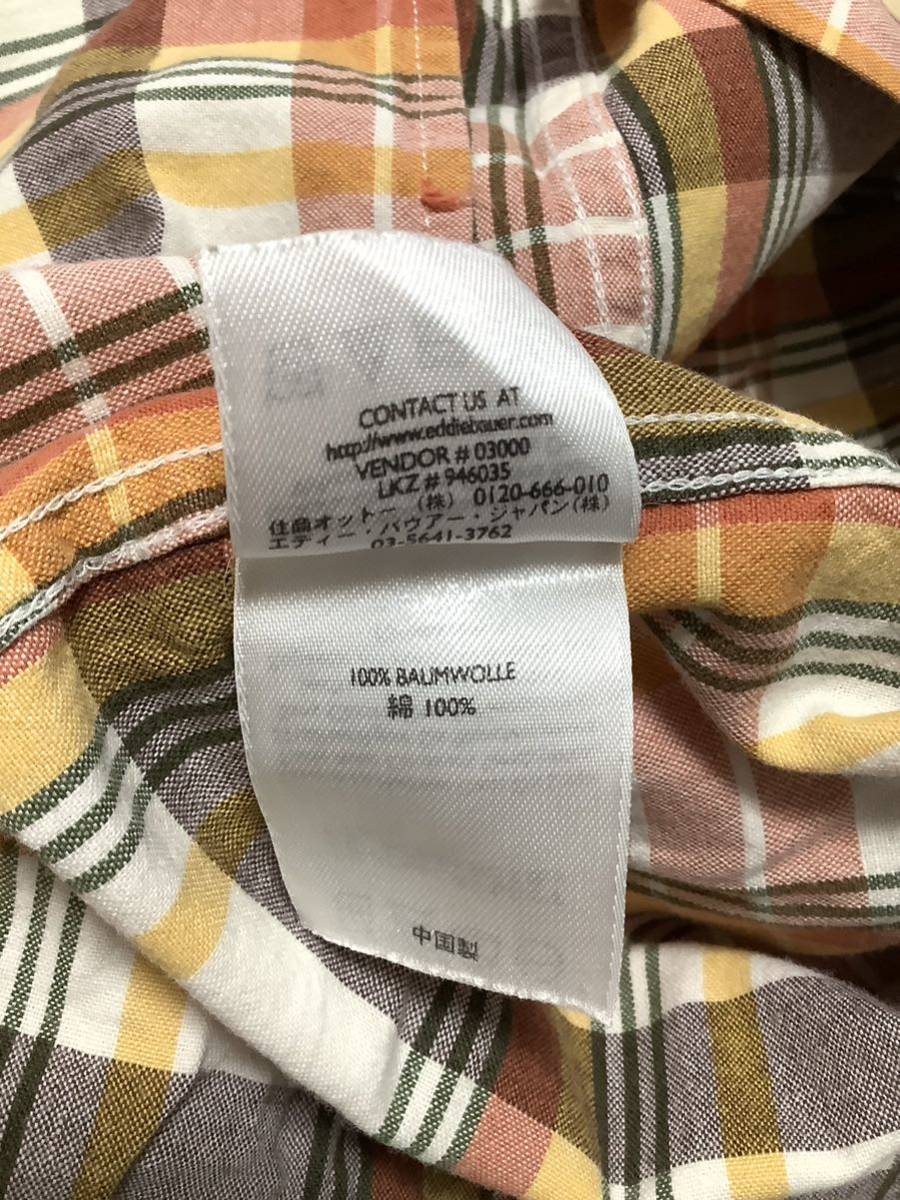 CONTACT US AT
http://www.eddiebauer.com
VENDOR # 03000
LKZ # 946035
住商オットー (株) 0120-666-010
エディー・バウアー・ジャパン(株)
03-5641-3762
100% BAUMWOLLE
綿 100%
中国製